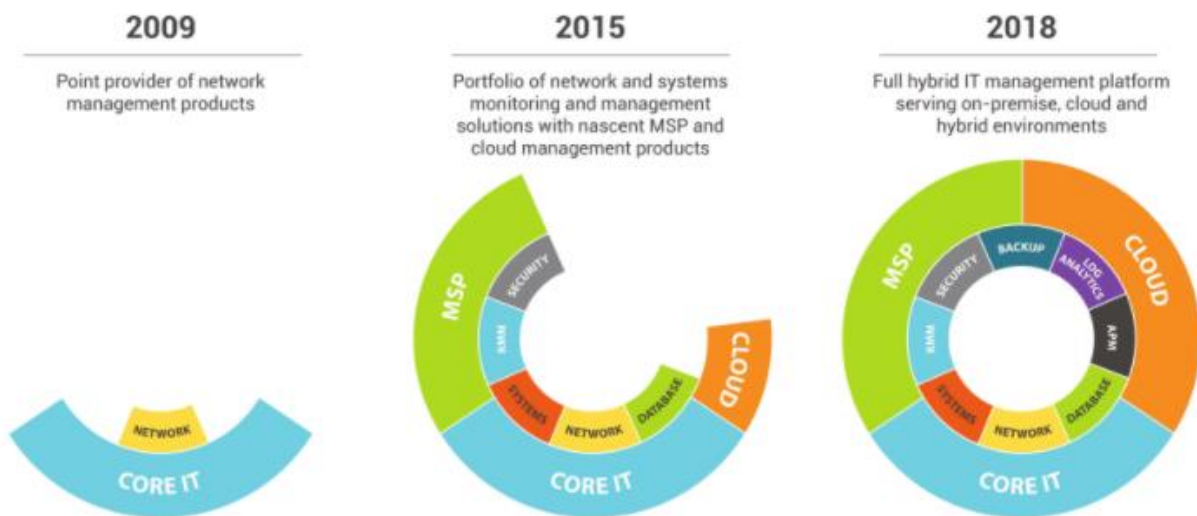 2009
Point provider of network
management products
NETWORK
CORE IT
2015
Portfolio of network and systems
monitoring and management
solutions with nascent MSP and
cloud management products
MSP
SECURITY
RMM
SYSTEMS
NETWORK
DATABASE
CLOUD
CORE IT
2018
Full hybrid IT management platform
serving on-premise, cloud and
hybrid environments
MSP
CLOUD
BACKUP
SECURITY
LOG
ANALYTICS
RMM
APM
SYSTEMS
NETWORK
DATABASE
CORE IT